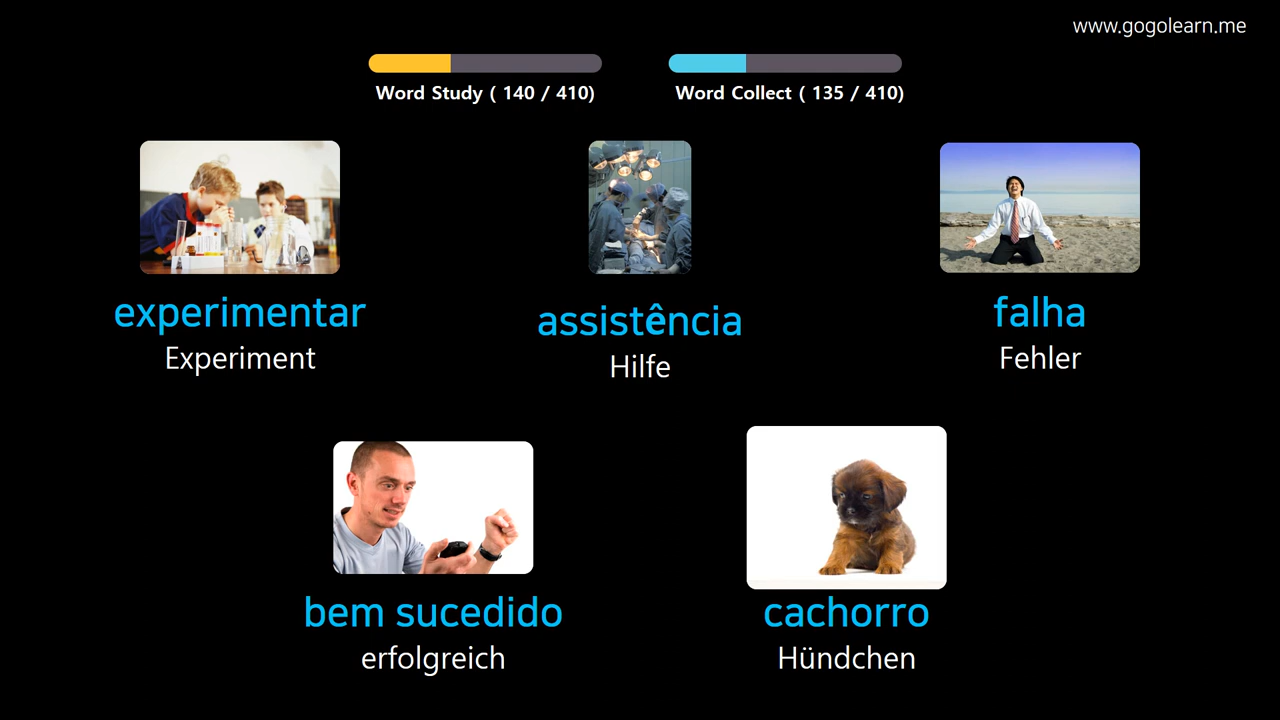 www.gogolearn.me
Word Study ( 140 / 410)
Word Collect ( 135 / 410)
experimentar
Experiment
assistência
Hilfe
falha
Fehler
bem sucedido
erfolgreich
cachorro
Hündchen